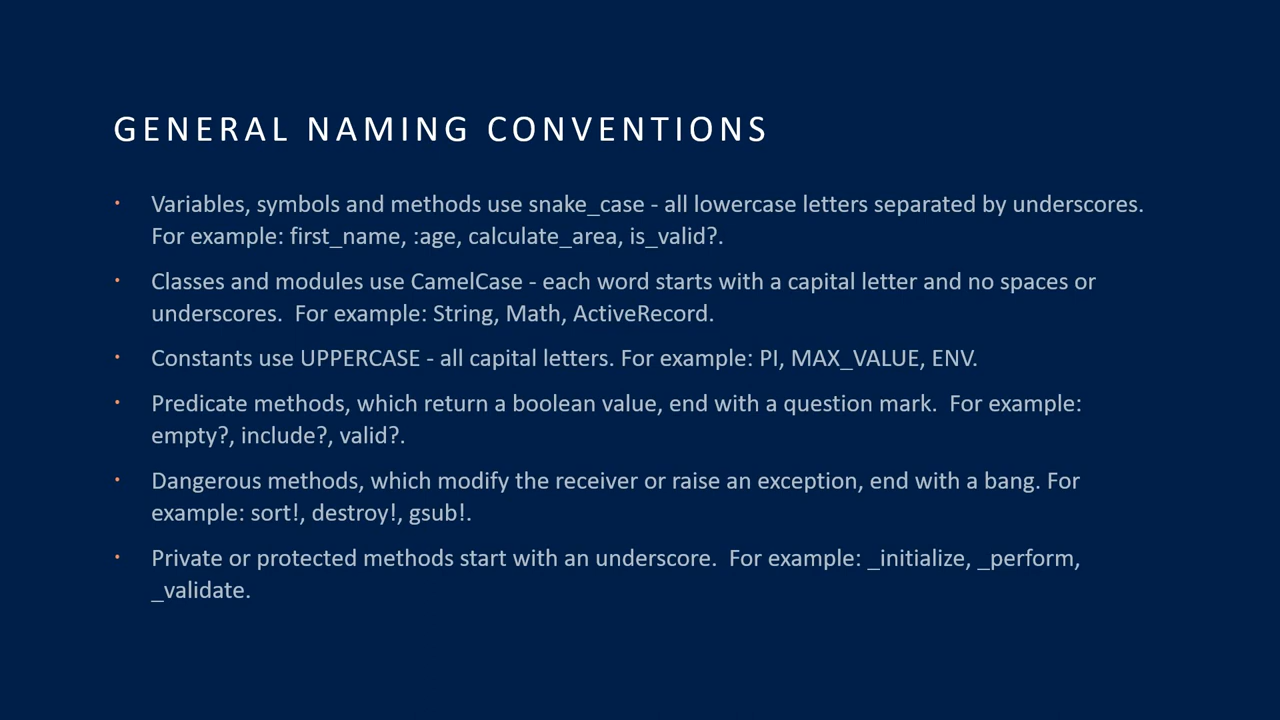 GENERAL NAMING CONVENTIONS
• Variables, symbols and methods use snake_case - all lowercase letters separated by underscores.
For example: first_name, :age, calculate_area, is_valid?.
• Classes and modules use CamelCase - each word starts with a capital letter and no spaces or
underscores.  For example: String, Math, ActiveRecord.
• Constants use UPPERCASE - all capital letters. For example: PI, MAX_VALUE, ENV.
• Predicate methods, which return a boolean value, end with a question mark.  For example:
empty?, include?, valid?.
• Dangerous methods, which modify the receiver or raise an exception, end with a bang. For
example: sort!, destroy!, gsub!.
• Private or protected methods start with an underscore.  For example: _initialize, _perform,
_validate.